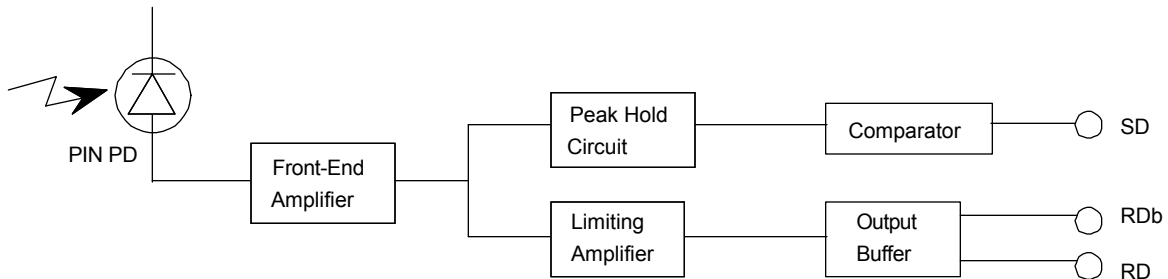 PIN PD
Front-End
Amplifier
Peak Hold
Circuit
Comparator
SD
Limiting
Amplifier
Output
Buffer
RDb
RD